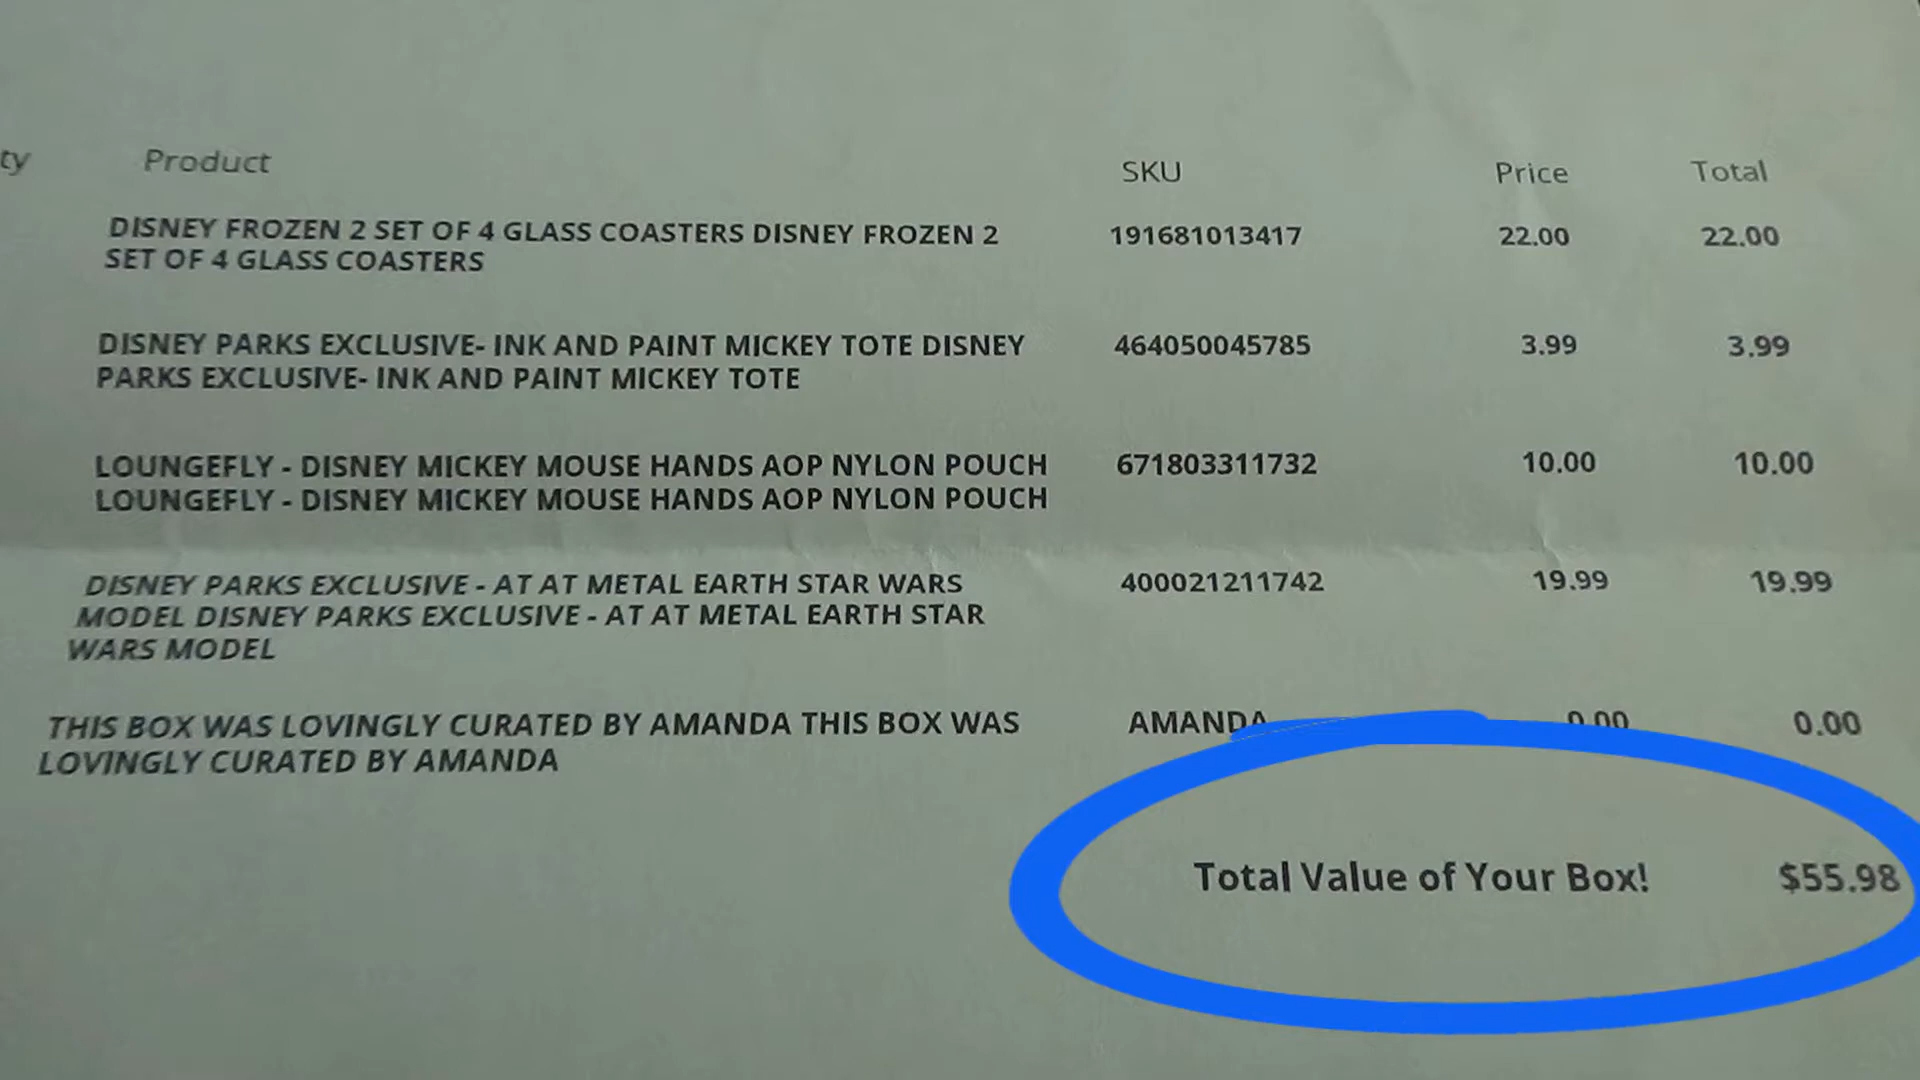 ty Product SKU Price Total
DISNEY FROZEN 2 SET OF 4 GLASS COASTERS DISNEY FROZEN 2 191681013417 22.00 22.00
SET OF 4 GLASS COASTERS
DISNEY PARKS EXCLUSIVE- INK AND PAINT MICKEY TOTE DISNEY 464050045785 3.99 3.99
PARKS EXCLUSIVE- INK AND PAINT MICKEY TOTE
LOUNGEFLY - DISNEY MICKEY MOUSE HANDS AOP NYLON POUCH 671803311732 10.00 10.00
LOUNGEFLY - DISNEY MICKEY MOUSE HANDS AOP NYLON POUCH
DISNEY PARKS EXCLUSIVE - AT AT METAL EARTH STAR WARS 400021211742 19.99 19.99
MODEL DISNEY PARKS EXCLUSIVE - AT AT METAL EARTH STAR
WARS MODEL
THIS BOX WAS LOVINGLY CURATED BY AMANDA THIS BOX WAS AMANDA 0.00 0.00
LOVINGLY CURATED BY AMANDA
Total Value of Your Box! $55.98